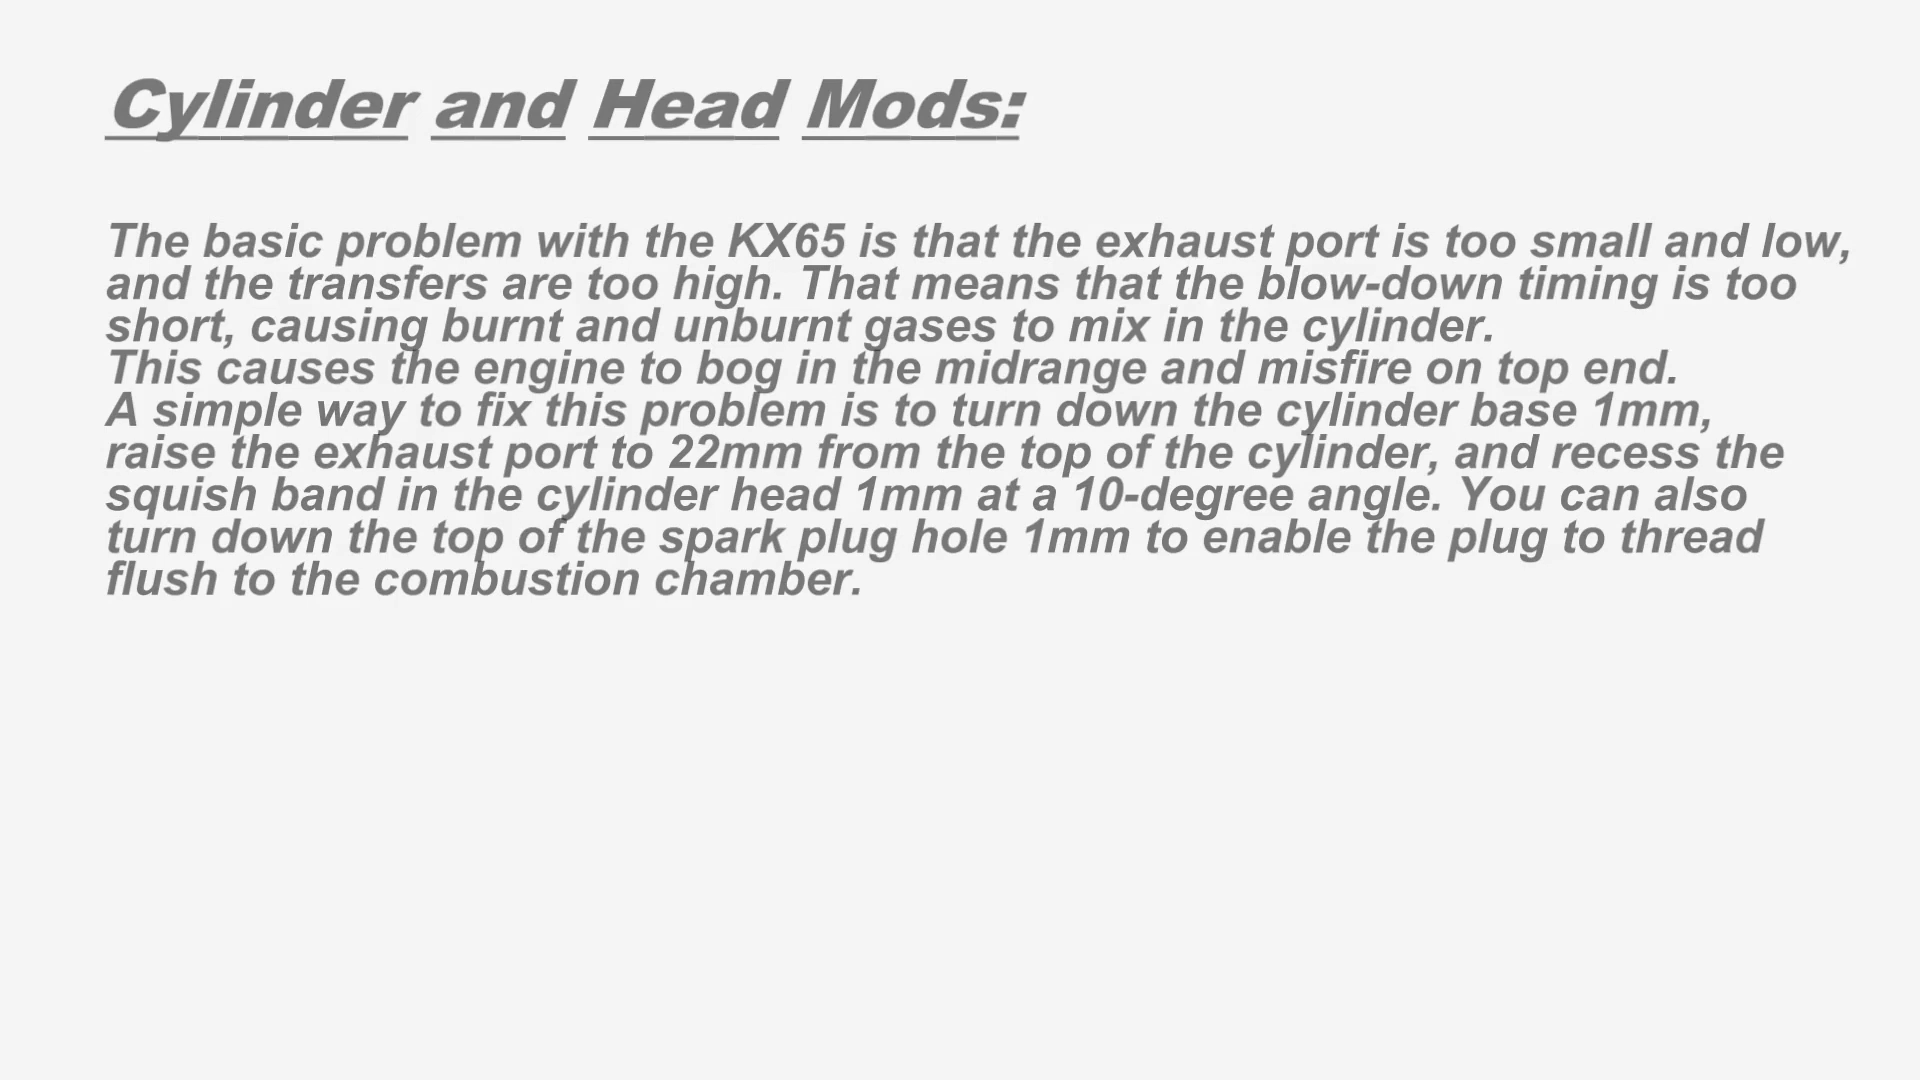 Cylinder and Head Mods:
The basic problem with the KX65 is that the exhaust port is too small and low,
and the transfers are too high. That means that the blow-down timing is too
short, causing burnt and unburnt gases to mix in the cylinder.
This causes the engine to bog in the midrange and misfire on top end.
A simple way to fix this problem is to turn down the cylinder base 1mm,
raise the exhaust port to 22mm from the top of the cylinder, and recess the
squish band in the cylinder head 1mm at a 10-degree angle. You can also
turn down the top of the spark plug hole 1mm to enable the plug to thread
flush to the combustion chamber.